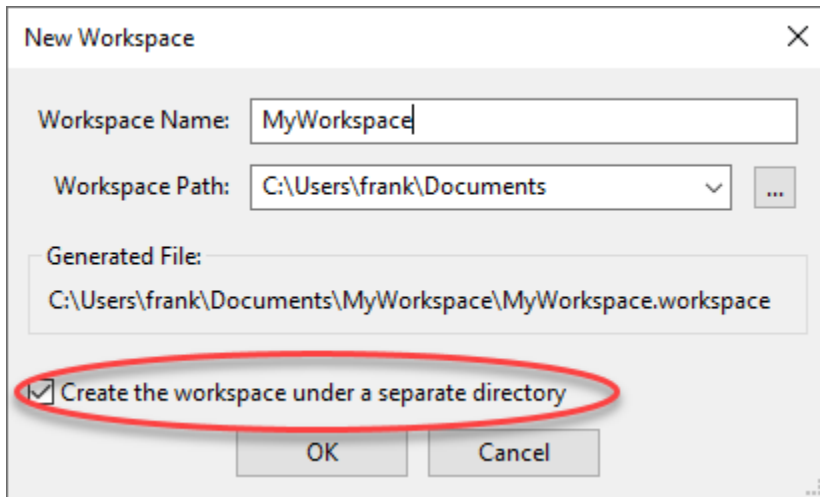 New Workspace
Workspace Name: MyWorkspace
Workspace Path: C:\Users\frank\Documents ...
Generated File:
C:\Users\frank\Documents\MyWorkspace\MyWorkspace.workspace
Create the workspace under a separate directory
OK Cancel